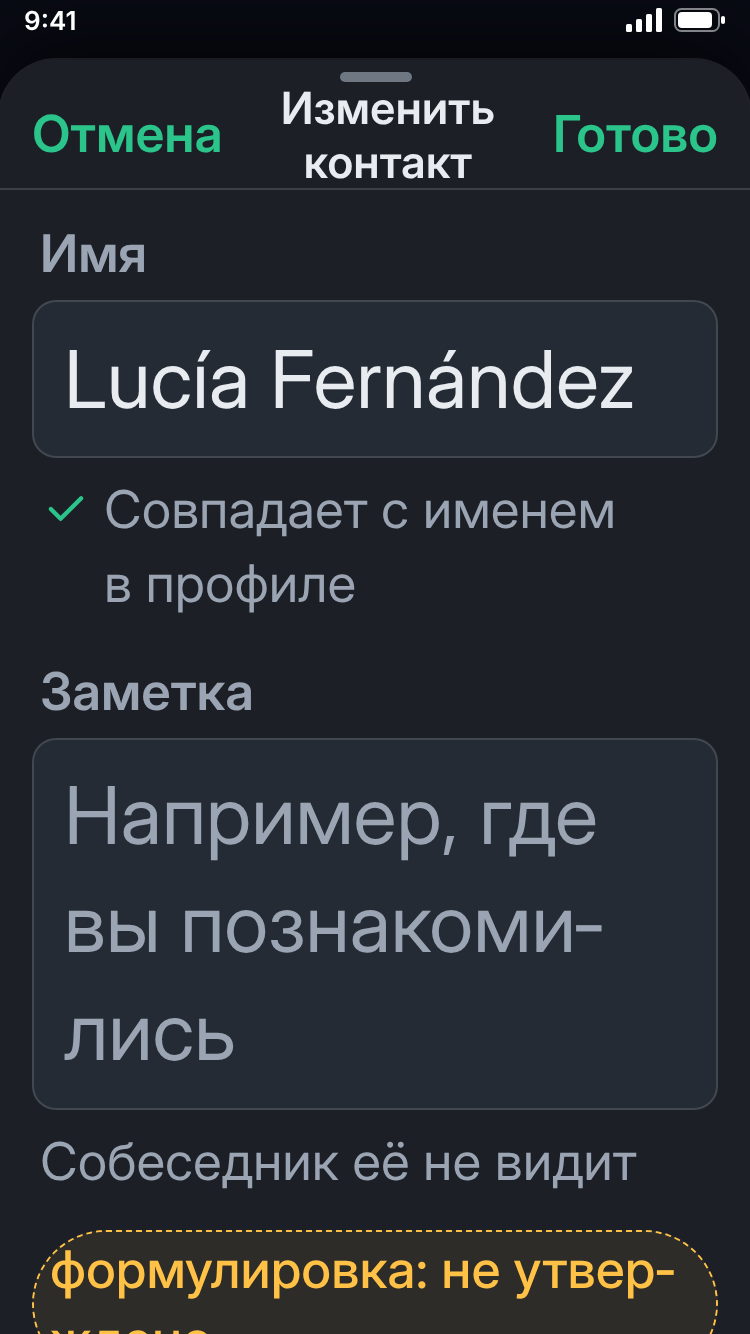 9:41
Отмена
Изменить
контакт
Готово
Имя
Lucía Fernández
Совпадает с именем
в профиле
Заметка
Например, где
вы познакоми-
лись
Собеседник её не видит
формулировка: не утвер-
ждено